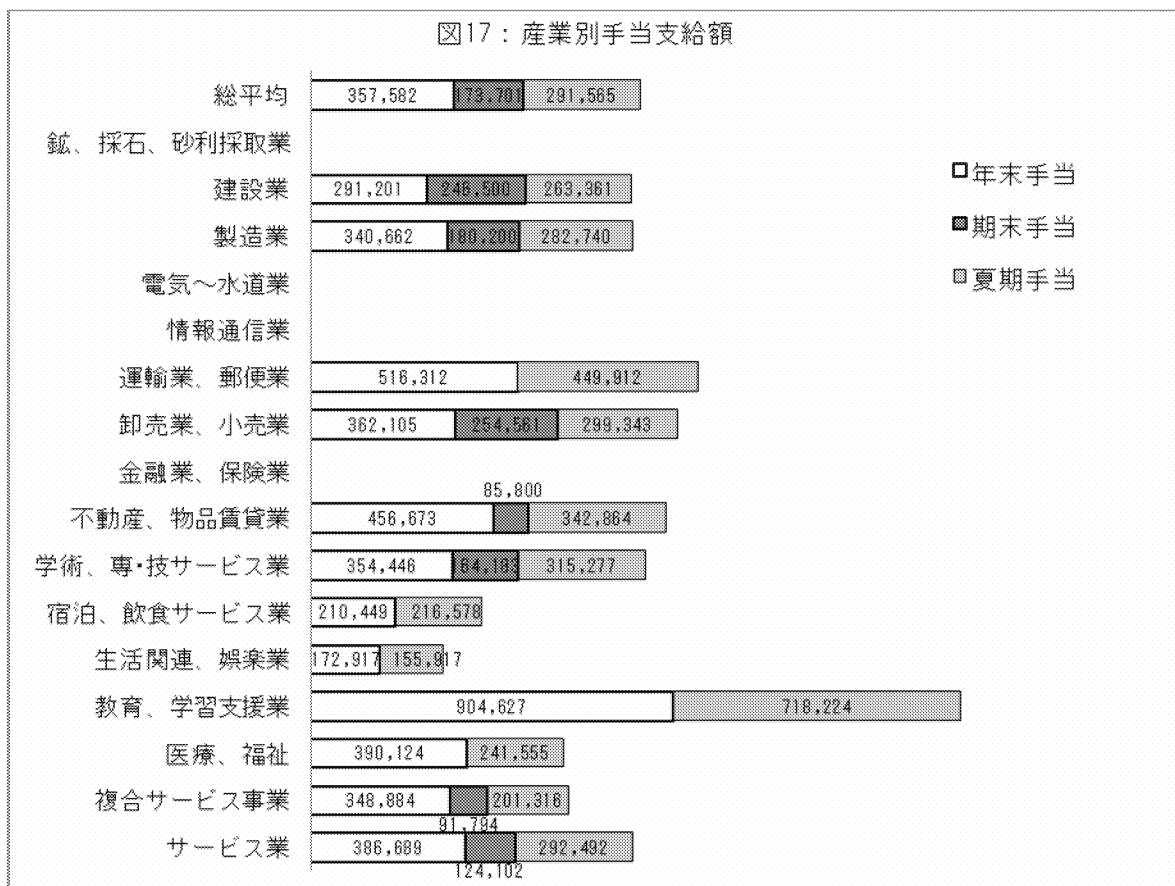 図17：産業別手当支給額
総平均 357,582 173,701 291,565
鉱、採石、砂利採取業
建設業 291,201 248,500 263,361
製造業 340,662 180,200 282,740
電気～水道業
情報通信業
運輸業、郵便業 516,312 449,912
卸売業、小売業 362,105 254,561 299,343
金融業、保険業
85,800
不動産、物品賃貸業 456,673 342,864
学術、専・技サービス業 354,446 164,193 315,277
宿泊、飲食サービス業 210,449 216,578
生活関連、娯楽業 172,917 155,917
教育、学習支援業 904,627 718,224
医療、福祉 390,124 241,555
複合サービス事業 348,884 201,316
91,794
サービス業 386,689 292,492
124,102
年末手当
期末手当
夏期手当